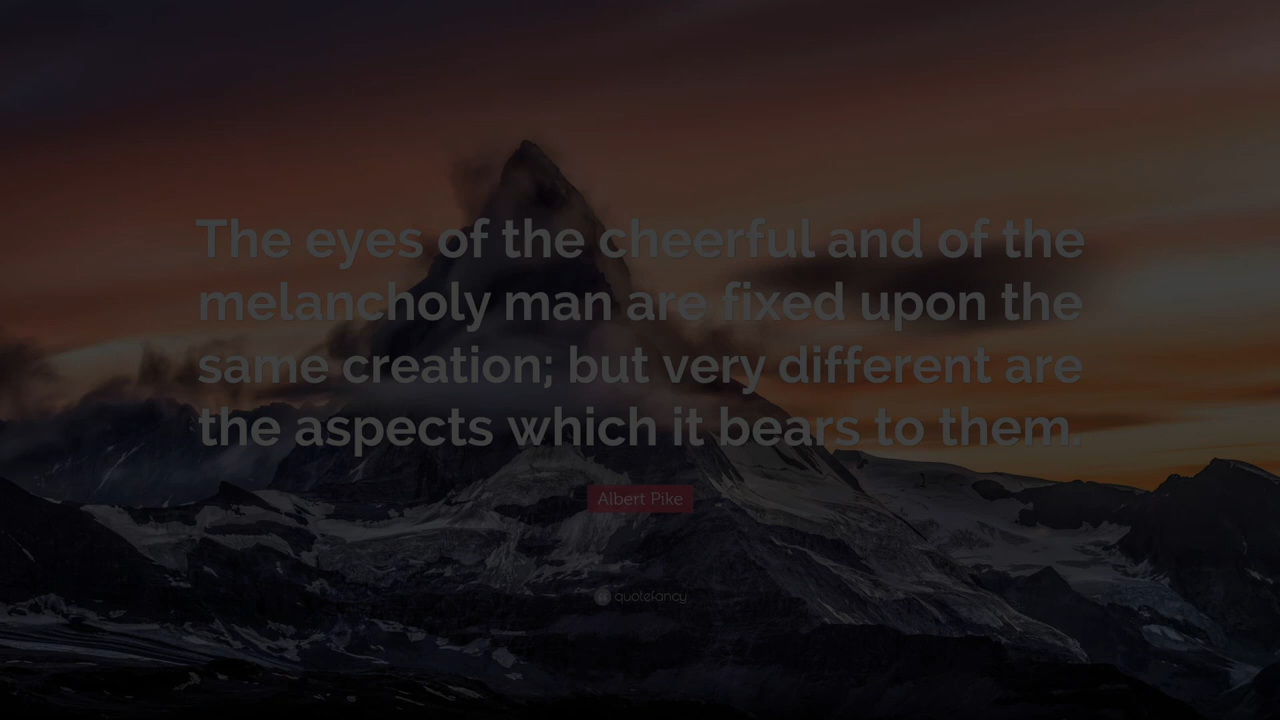 The eyes of the cheerful and of the
melancholy man are fixed upon the
same creation; but very different are
the aspects which it bears to them.
Albert Pike
quotefancy